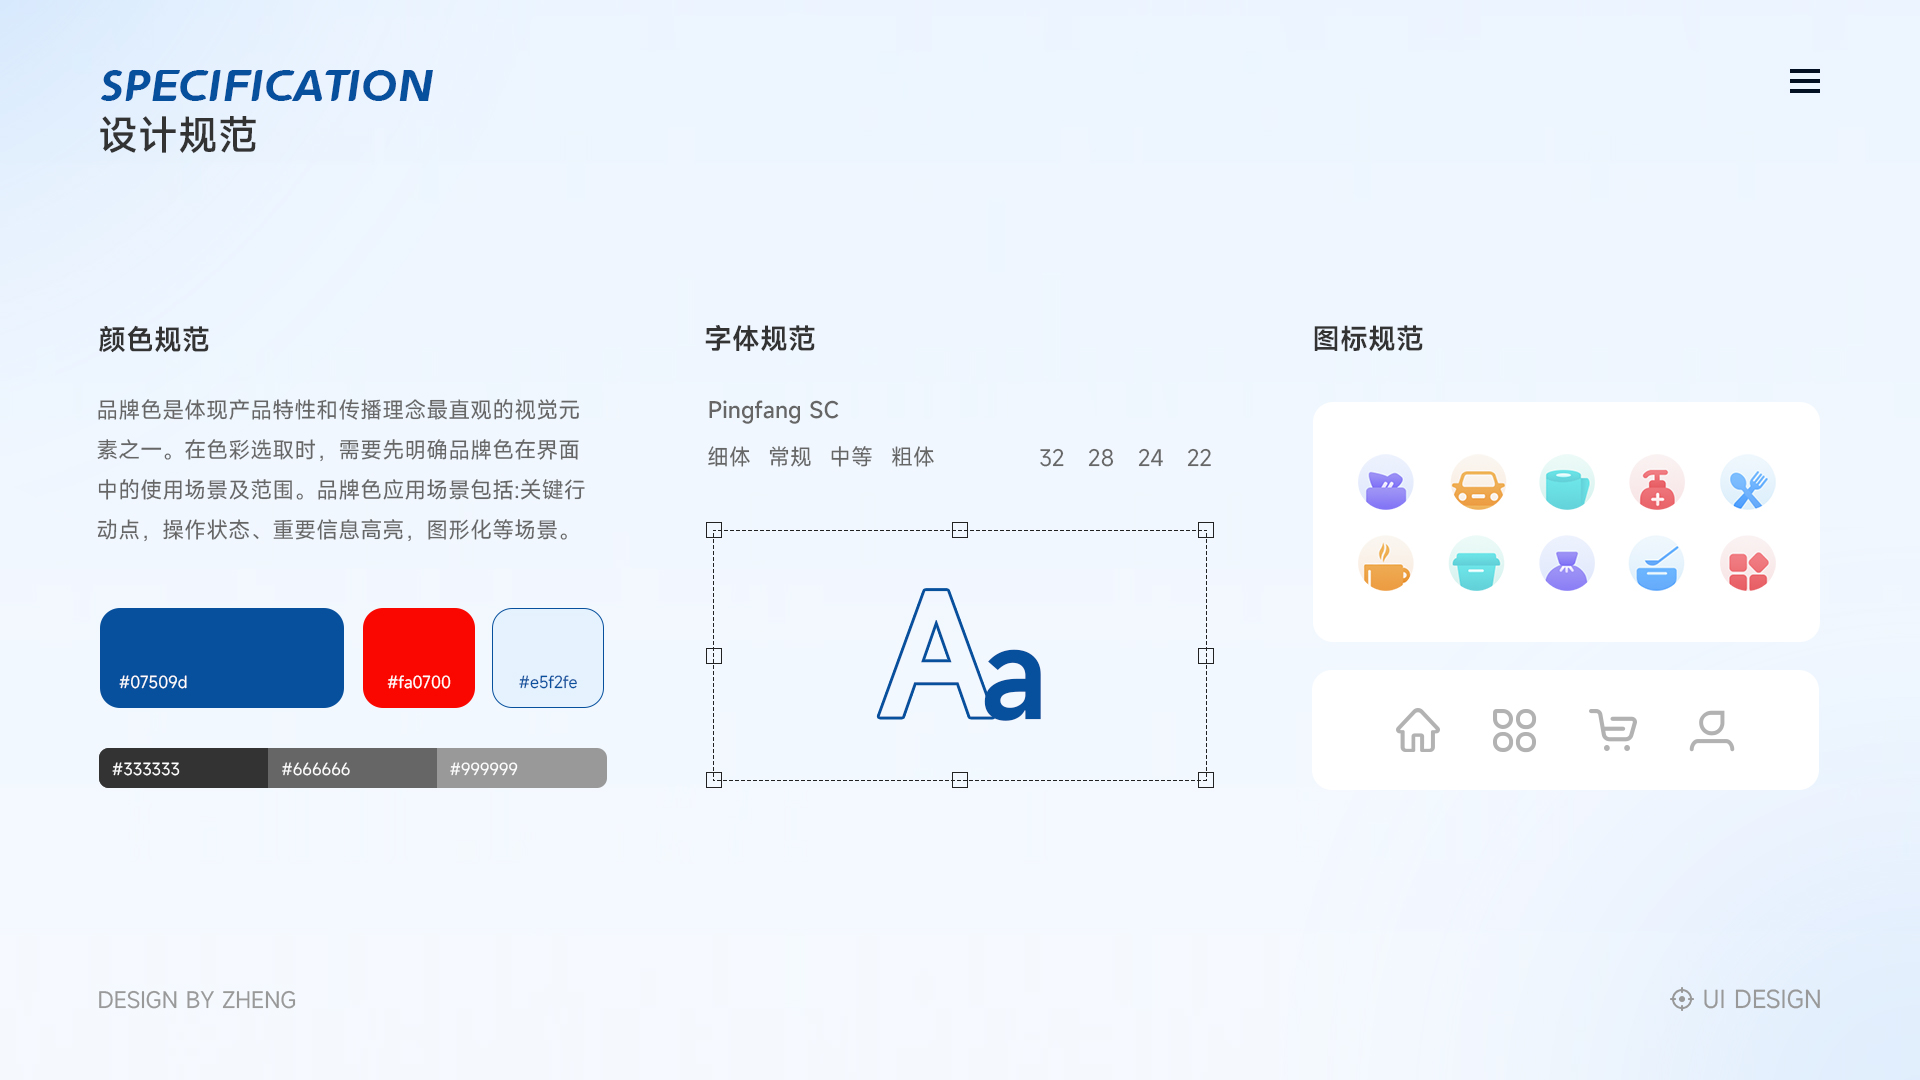 SPECIFICATION
设计规范
颜色规范
品牌色是体现产品特性和传播理念最直观的视觉元
素之一。在色彩选取时，需要先明确品牌色在界面
中的使用场景及范围。品牌色应用场景包括:关键行
动点，操作状态、重要信息高亮，图形化等场景。
#07509d
#fa0700
#e5f2fe
#333333
#666666
#999999
字体规范
Pingfang SC
细体 常规 中等 粗体 32 28 24 22
Aa
图标规范
DESIGN BY ZHENG
UI DESIGN